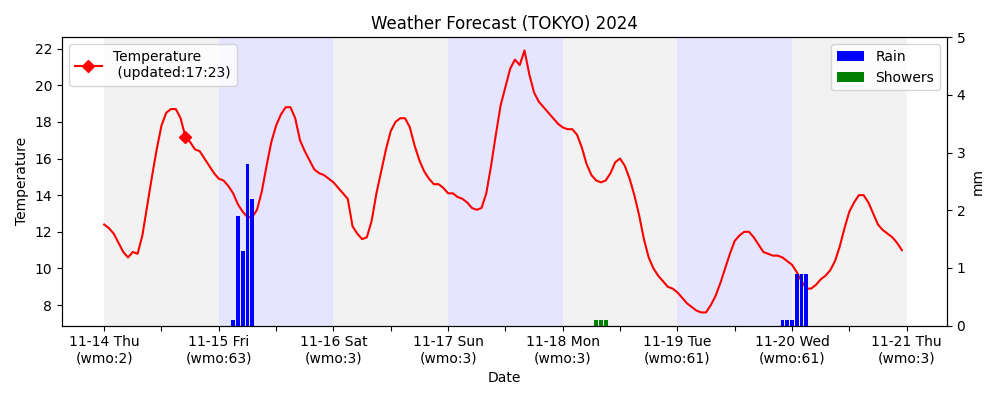 Weather Forecast (TOKYO) 2024
Temperature
(updated:17:23)
Rain
Showers
Temperature
22
20
18
16
14
12
10
8
5
4
3
2
1
0
mm
11-14 Thu
(wmo:2)
11-15 Fri
(wmo:63)
11-16 Sat
(wmo:3)
11-17 Sun
(wmo:3)
11-18 Mon
(wmo:3)
11-19 Tue
(wmo:61)
11-20 Wed
(wmo:61)
11-21 Thu
(wmo:3)
Date